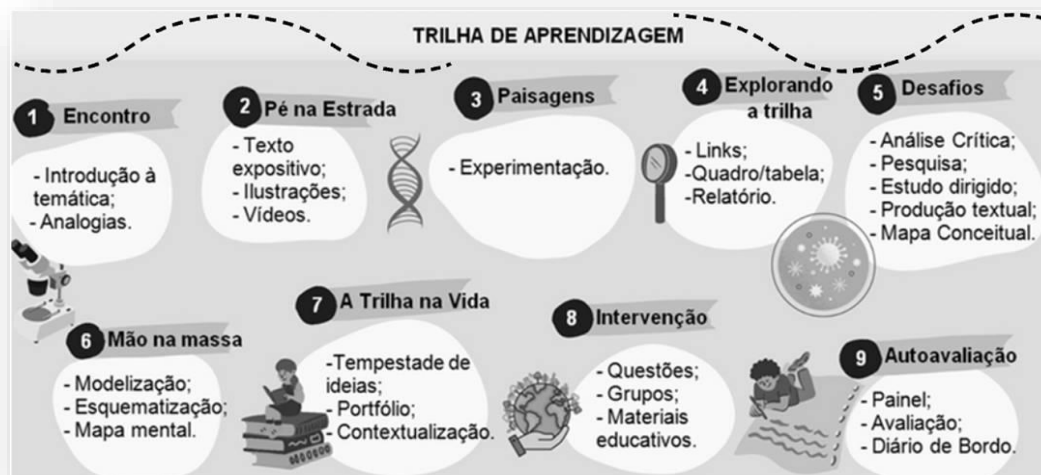 TRILHA DE APRENDIZAGEM
1 Encontro
- Introdução à
temática;
- Analogias.
2 Pé na Estrada
- Texto
expositivo;
- Ilustrações;
- Vídeos.
3 Paisagens
- Experimentação.
4 Explorando
a trilha
- Links;
-Quadro/tabela;
-Relatório.
5 Desafios
- Análise Crítica;
- Pesquisa;
- Estudo dirigido;
- Produção textual;
- Mapa Conceitual.
6 Mão na massa
- Modelização;
- Esquematização;
- Mapa mental.
7 A Trilha na Vida
-Tempestade de
ideias;
- Portfólio;
- Contextualização.
8 Intervenção
- Questões;
- Grupos;
- Materiais
educativos.
9 Autoavaliação
- Painel;
- Avaliação;
- Diário de Bordo.